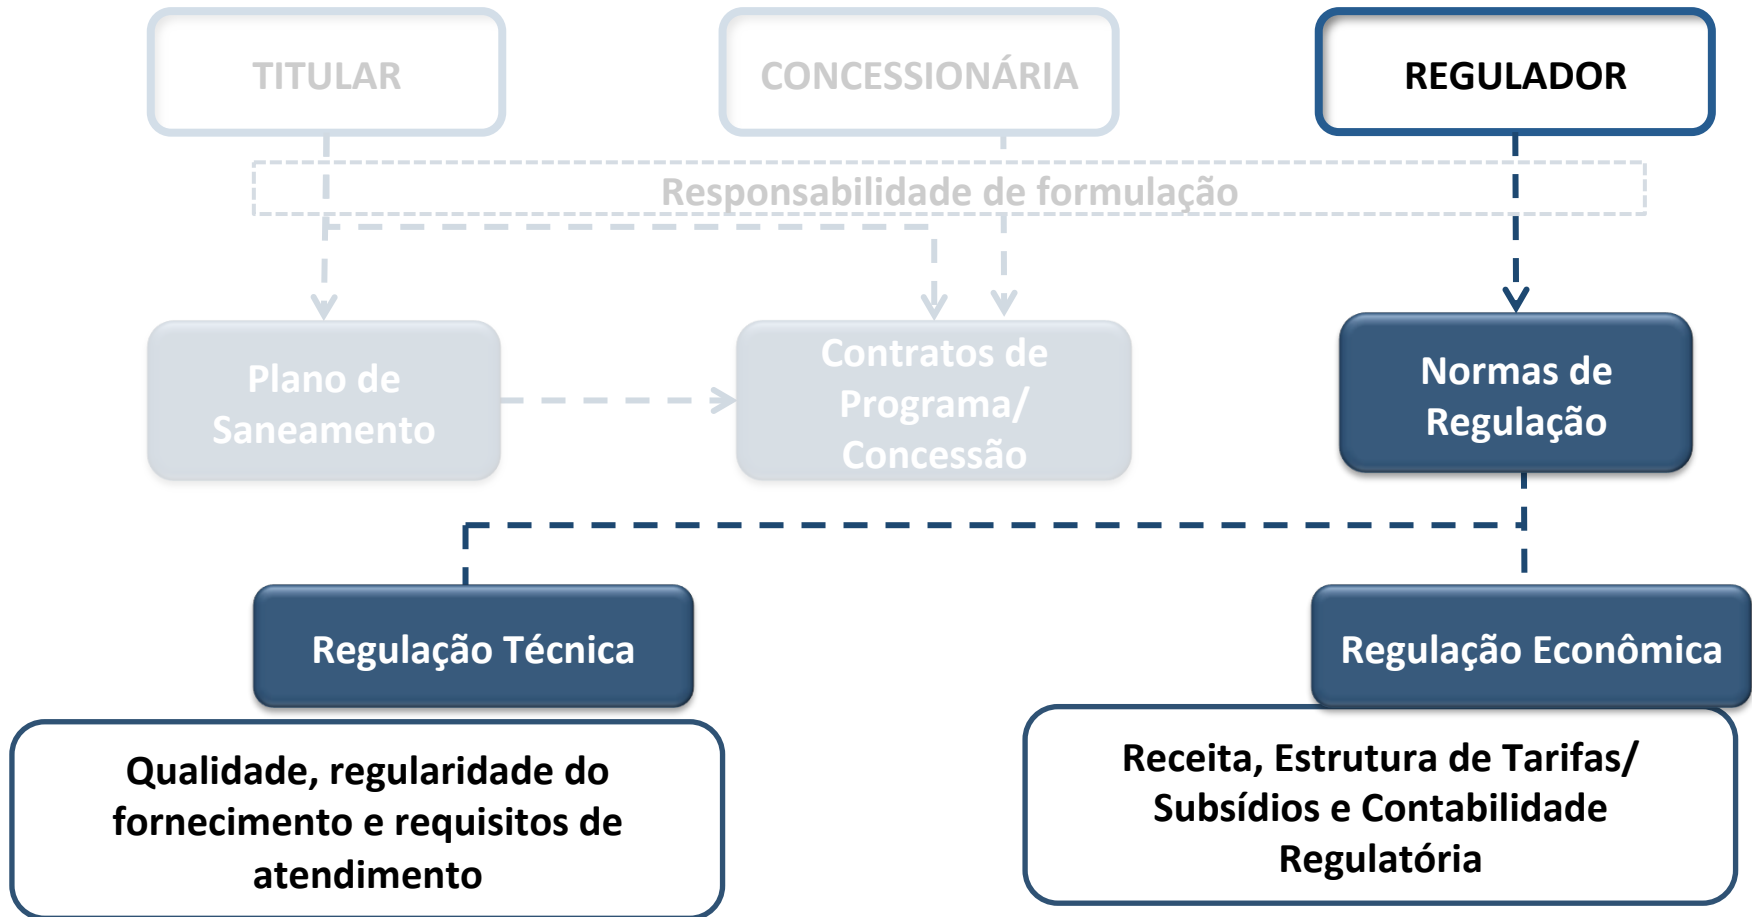 TITULAR
CONCESSIONÁRIA
REGULADOR
Responsabilidade de formulação
Plano de
Saneamento
Contratos de
Programa/
Concessão
Normas de
Regulação
Regulação Técnica
Regulação Econômica
Qualidade, regularidade do
fornecimento e requisitos de
atendimento
Receita, Estrutura de Tarifas/
Subsídios e Contabilidade
Regulatória